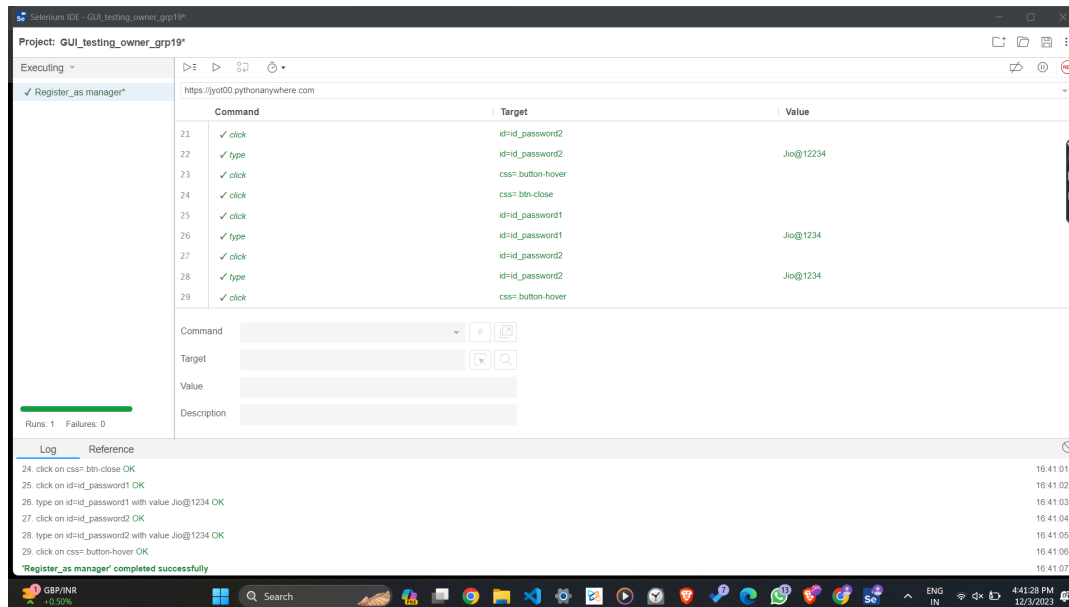 Selenium IDE - GUI_testing_owner_grp19*
Project: GUI_testing_owner_grp19*
Executing
✓ Register_as manager*
https://jyot00.pythonanywhere.com
Command Target Value
21 ✓ click id=id_password2
22 ✓ type id=id_password2 Jio@12234
23 ✓ click css=.button-hover
24 ✓ click css=.btn-close
25 ✓ click id=id_password1
26 ✓ type id=id_password1 Jio@1234
27 ✓ click id=id_password2
28 ✓ type id=id_password2 Jio@1234
29 ✓ click css=.button-hover
Command //
Target
Value
Description
Runs: 1 Failures: 0
Log Reference
24. click on css=.btn-close OK 16:41:01
25. click on id=id_password1 OK 16:41:02
26. type on id=id_password1 with value Jio@1234 OK 16:41:03
27. click on id=id_password2 OK 16:41:04
28. type on id=id_password2 with value Jio@1234 OK 16:41:05
29. click on css=.button-hover OK 16:41:06
'Register_as manager' completed successfully 16:41:07
1 GBP/INR
+0.50%
Search
7
13
Se
ENG
IN
4:41:28 PM
12/3/2023